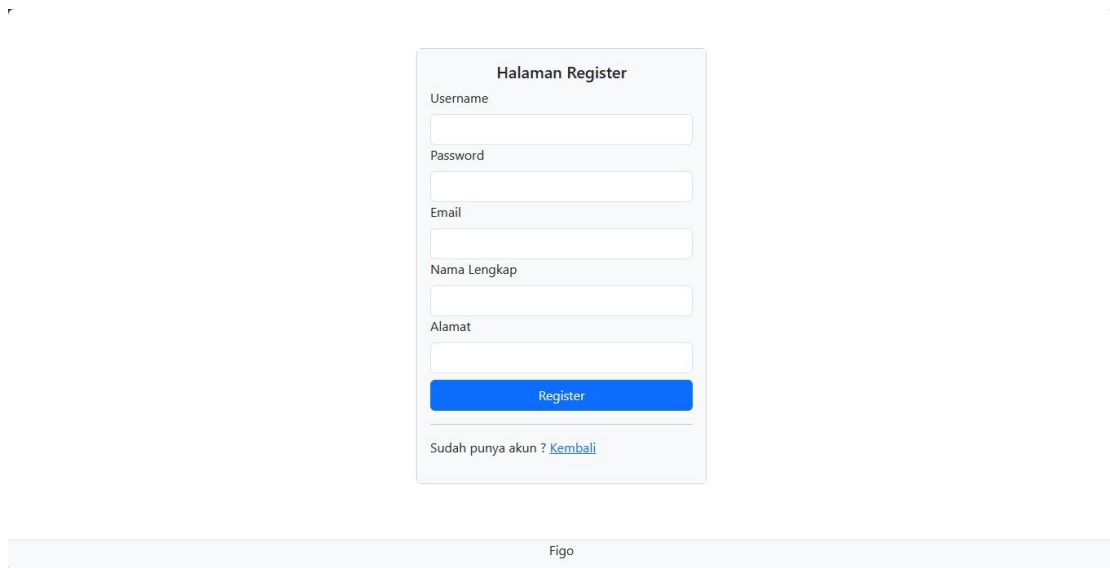 Halaman Register
Username
Password
Email
Nama Lengkap
Alamat
Register
Sudah punya akun ? Kembali
Figo